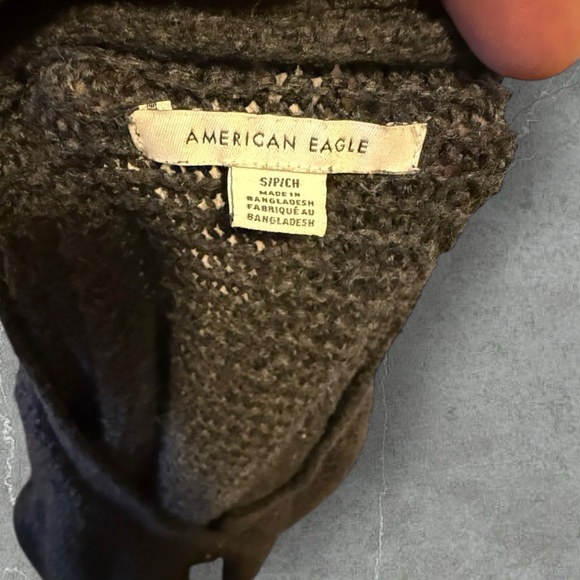 AMERICAN EAGLE
S/P/CH
MADE IN
BANGLADESH
FABRIQUÉ AU
BANGLADESH